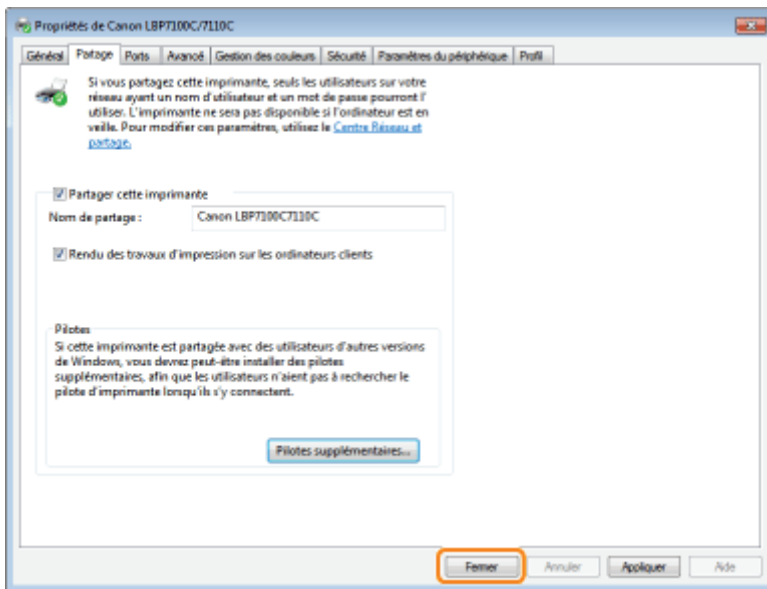 Propriétés de Canon LBP7100C/7110C
Général Partage Ports Avancé Gestion des couleurs Sécurité Paramètres du périphérique Profil
Si vous partagez cette imprimante, seuls les utilisateurs sur votre
réseau ayant un nom d'utilisateur et un mot de passe pourront l'
utiliser. L'imprimante ne sera pas disponible si l'ordinateur est en
veille. Pour modifier ces paramètres, utilisez le Centre Réseau et
partage.
Partager cette imprimante
Nom de partage : Canon LBP7100C7110C
Rendu des travaux d'impression sur les ordinateurs clients
Pilotes
Si cette imprimante est partagée avec des utilisateurs d'autres versions
de Windows, vous devrez peut-être installer des pilotes
supplémentaires, afin que les utilisateurs n'aient pas à rechercher le
pilote d'imprimante lorsqu'ils s'y connectent.
Pilotes supplémentaires...
Fermer Annuler Appliquer Aide